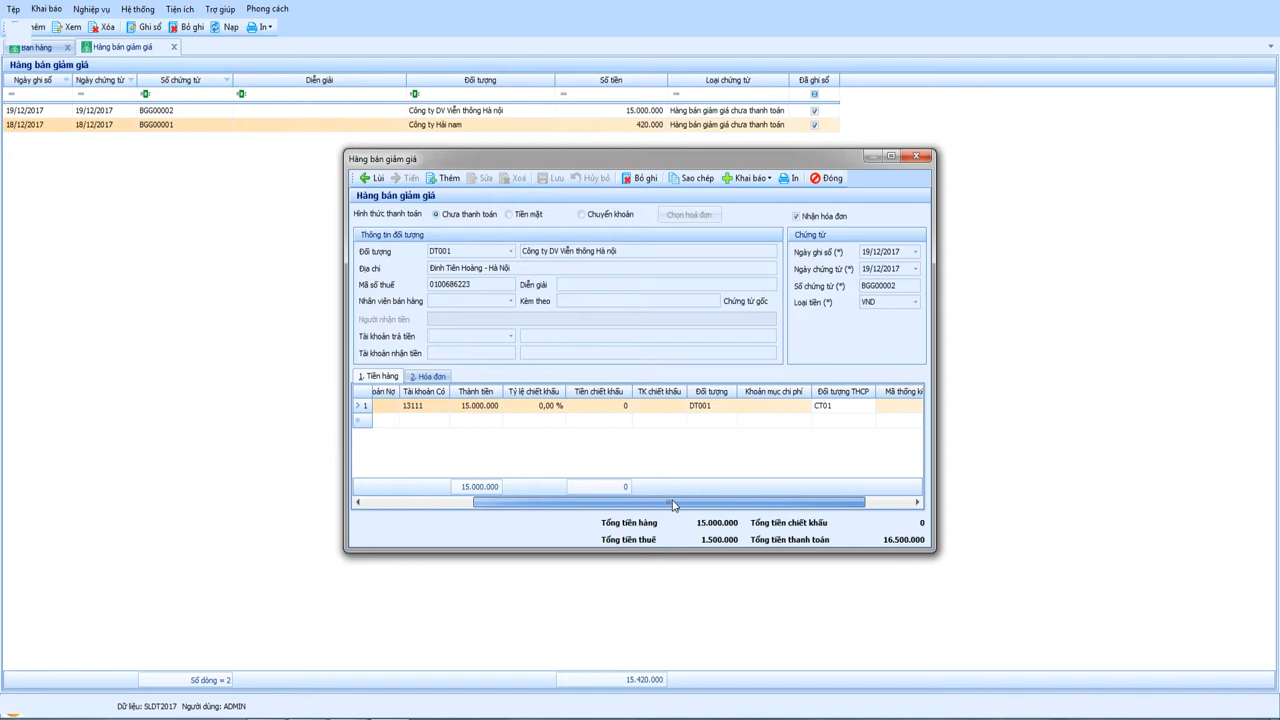 Tệp Khai báo Nghiệp vụ Hệ thống Tiện ích Trợ giúp Phong cách
Xem Xóa Ghi sổ Bỏ ghi Nạp In
Bán hàng Hàng bán giảm giá
Hàng bán giảm giá
Ngày ghi sổ Ngày chứng từ Số chứng từ Diễn giải Đối tượng Số tiền Loại chứng từ Đã ghi sổ
19/12/2017 19/12/2017 BGG00002 Công ty DV Viễn thông Hà nội 15.000.000 Hàng bán giảm giá chưa thanh toán
18/12/2017 18/12/2017 BGG00001 Công ty Hải nam 420.000 Hàng bán giảm giá chưa thanh toán
Hàng bán giảm giá
Lùi Tiến Thêm Sửa Xoá Lưu Hủy bỏ Bỏ ghi Sao chép Khai báo In Đóng
Hàng bán giảm giá
Hình thức thanh toán Chưa thanh toán Tiền mặt Chuyển khoản Chọn hoá đơn Nhận hóa đơn
Thông tin đối tượng Chứng từ
Đối tượng DT001 Công ty DV Viễn thông Hà nội Ngày ghi sổ (*) 19/12/2017
Địa chỉ Đinh Tiên Hoàng - Hà Nội Ngày chứng từ (*) 19/12/2017
Mã số thuế 0100686223 Diễn giải Số chứng từ (*) BGG00002
Nhân viên bán hàng Kèm theo Chứng từ gốc Loại tiền (*) VND
Người nhận tiền
Tài khoản trả tiền
Tài khoản nhận tiền
1. Tiền hàng 2. Hóa đơn
oản Nợ Tài khoản Có Thành tiền Tỷ lệ chiết khấu Tiền chiết khấu TK chiết khấu Đối tượng Khoản mục chi phí Đối tượng THCP Mã thống kê
1 13111 15.000.000 0,00 % 0 DT001 CT01
15.000.000 0
Tổng tiền hàng 15.000.000 Tổng tiền chiết khấu 0
Tổng tiền thuế 1.500.000 Tổng tiền thanh toán 16.500.000
Số dòng = 2 15.420.000
Dữ liệu: SLDT2017 Người dùng: ADMIN